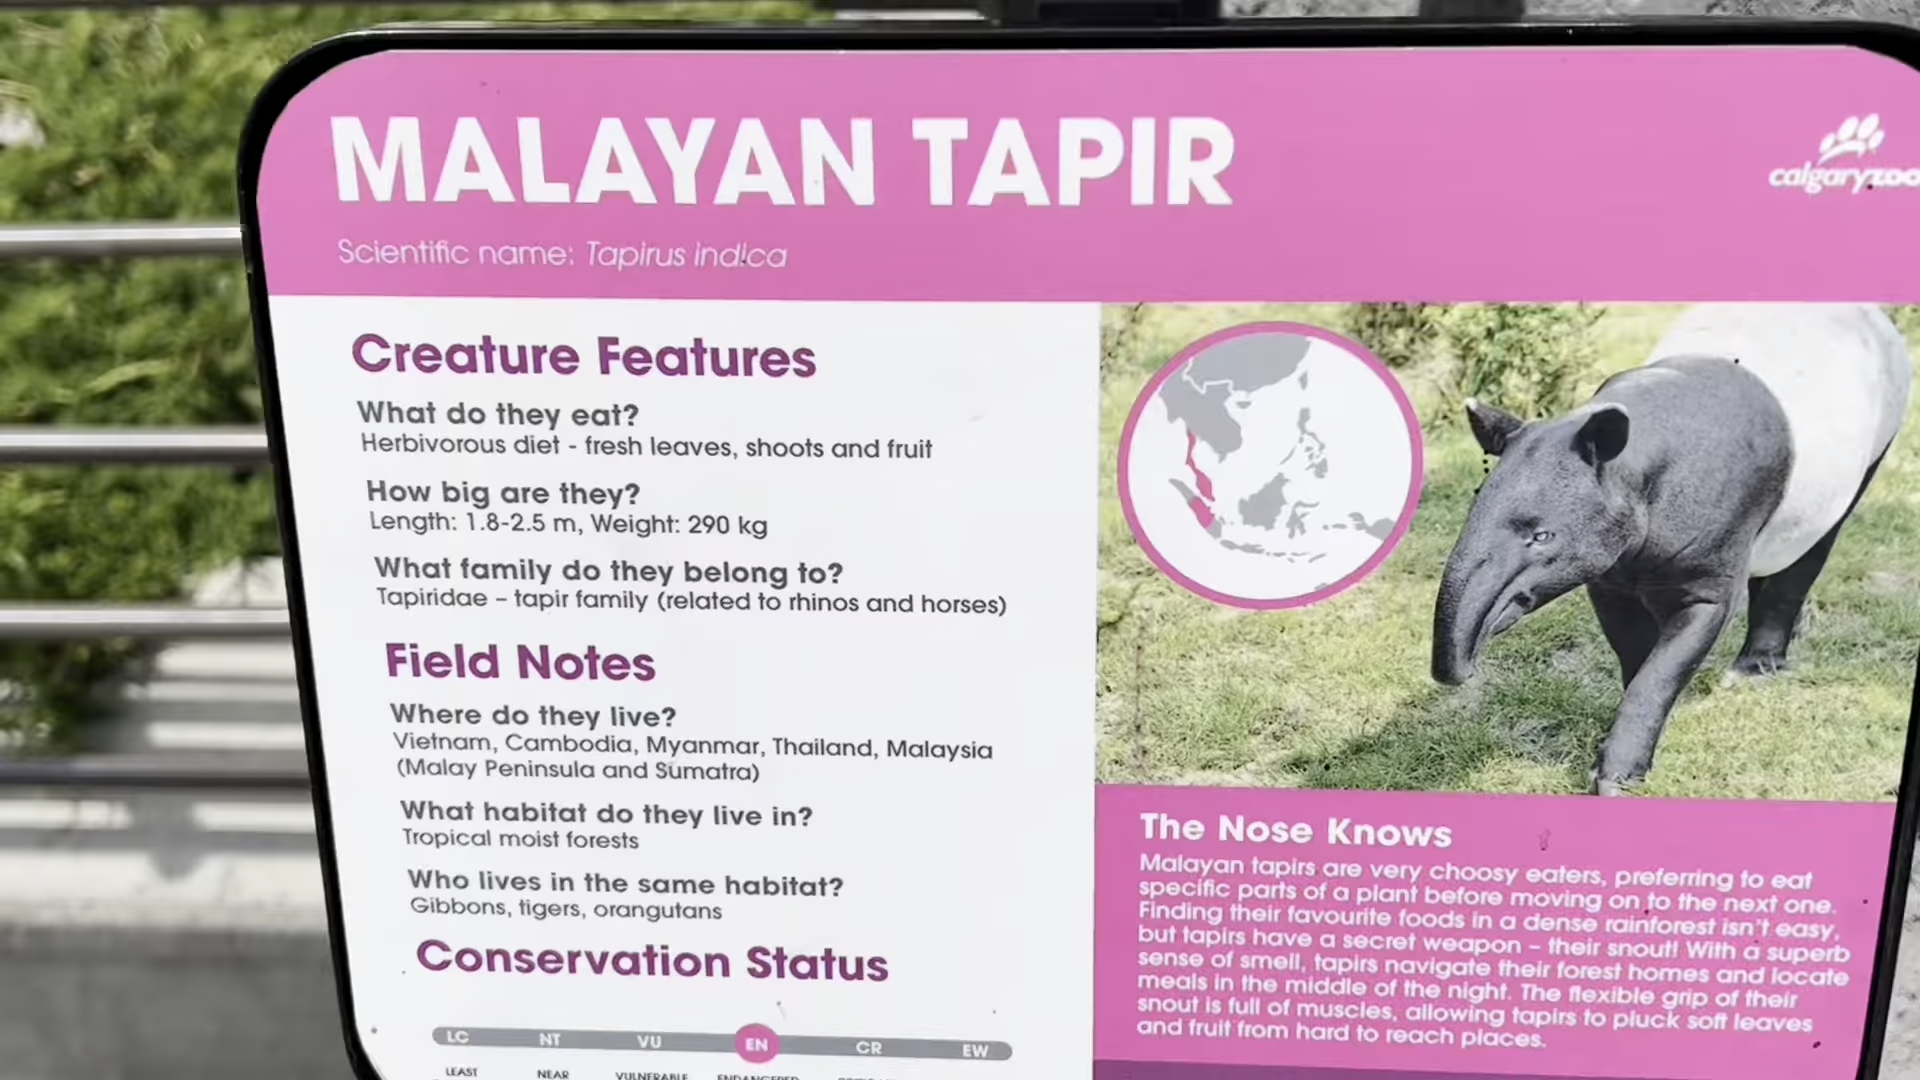 MALAYAN TAPIR
Scientific name: Tapirus indica
calgaryzoo
Creature Features
What do they eat?
Herbivorous diet - fresh leaves, shoots and fruit
How big are they?
Length: 1.8-2.5 m, Weight: 290 kg
What family do they belong to?
Tapiridae – tapir family (related to rhinos and horses)
Field Notes
Where do they live?
Vietnam, Cambodia, Myanmar, Thailand, Malaysia
(Malay Peninsula and Sumatra)
What habitat do they live in?
Tropical moist forests
Who lives in the same habitat?
Gibbons, tigers, orangutans
Conservation Status
LC NT VU EN CR EW
LEAST NEAR VULNERABLE ENDANGERED
The Nose Knows
Malayan tapirs are very choosy eaters, preferring to eat
specific parts of a plant before moving on to the next one.
Finding their favourite foods in a dense rainforest isn't easy,
but tapirs have a secret weapon – their snout! With a superb
sense of smell, tapirs navigate their forest homes and locate
meals in the middle of the night. The flexible grip of their
snout is full of muscles, allowing tapirs to pluck soft leaves
and fruit from hard to reach places.